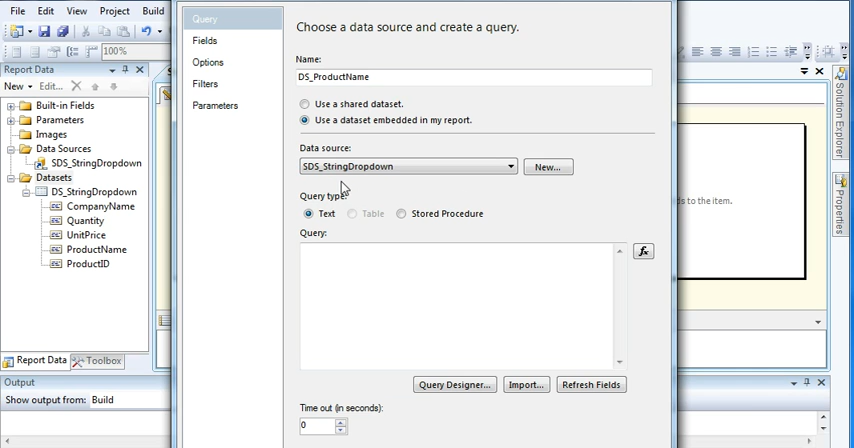 File Edit View Project Build
100%
Report Data
New Edit...
Built-in Fields
Parameters
Images
Data Sources
SDS_StringDropdown
Datasets
DS_StringDropdown
CompanyName
Quantity
UnitPrice
ProductName
ProductID
Report Data Toolbox
Output
Show output from: Build
Query
Fields
Options
Filters
Parameters
Choose a data source and create a query.
Name:
DS_ProductName
Use a shared dataset.
Use a dataset embedded in my report.
Data source:
SDS_StringDropdown New...
Query type:
Text Table Stored Procedure
Query:
fx
Query Designer... Import... Refresh Fields
Time out (in seconds):
0
ds to the item.
Solution Explorer
Properties